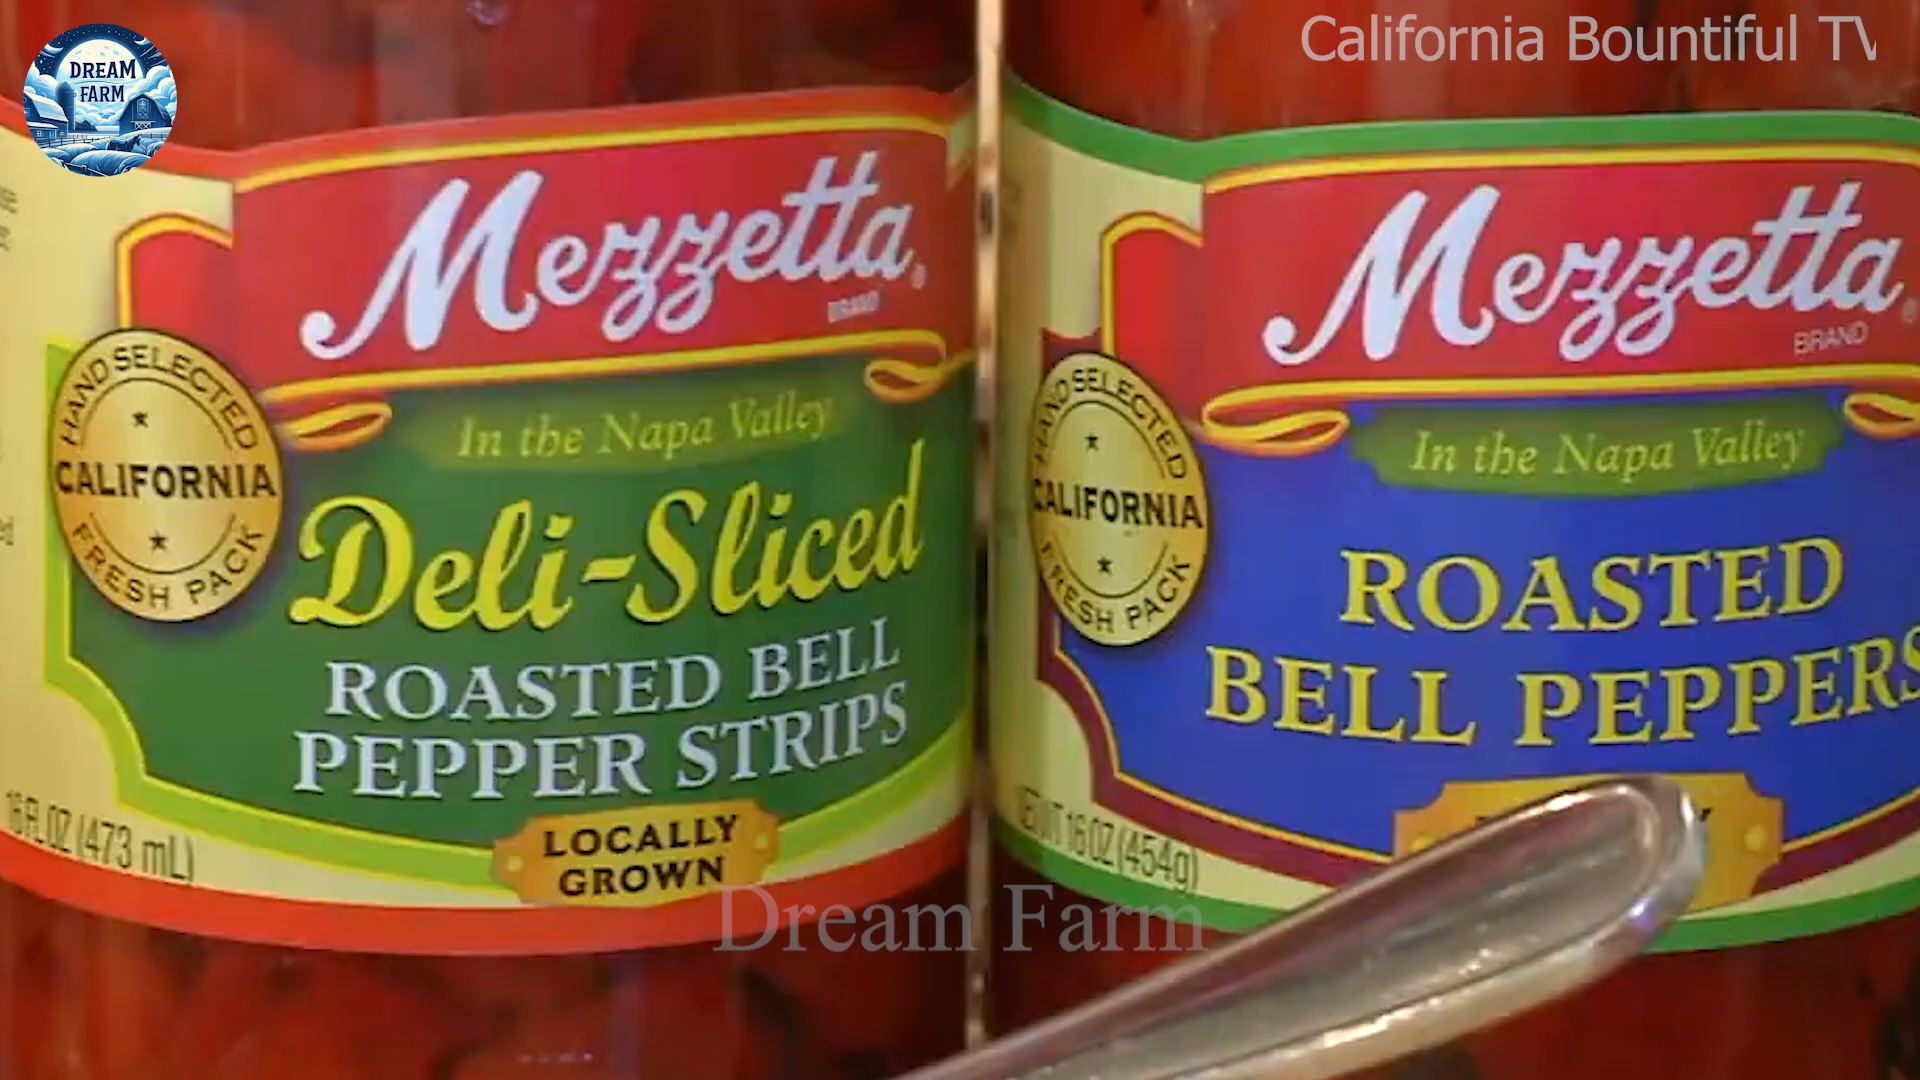 DREAM
FARM
California Bountiful TV
Mezzetta
BRAND
In the Napa Valley
Deli-Sliced
ROASTED BELL
PEPPER STRIPS
HAND SELECTED
CALIFORNIA
FRESH PACK
16 FL OZ (473 mL)
LOCALLY
GROWN
Mezzetta
BRAND
In the Napa Valley
ROASTED
BELL PEPPERS
HAND SELECTED
CALIFORNIA
FRESH PACK
NET WT 16 OZ (454g)
Dream Farm